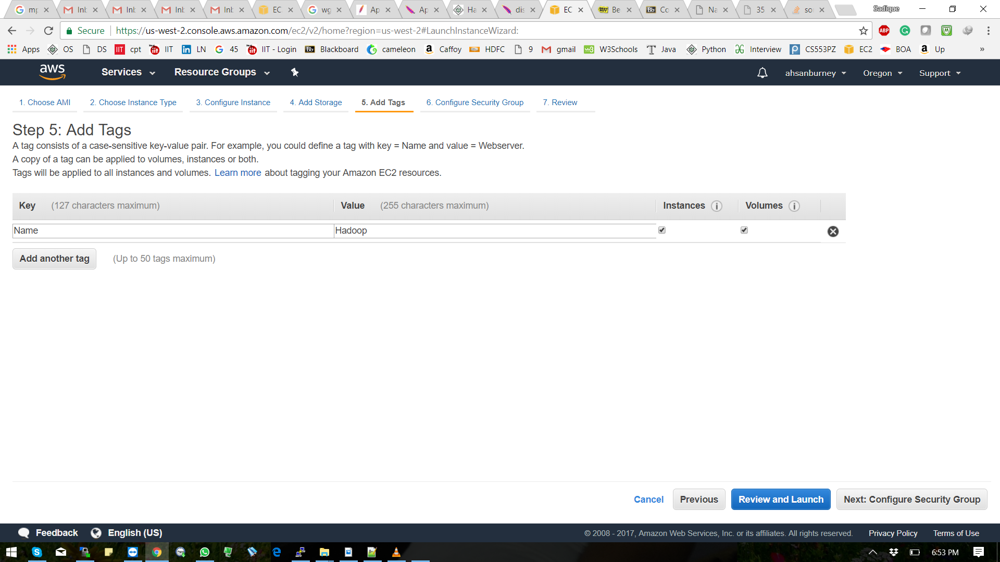 mp
Inb
Inb
Inb
Inb
EC
wg
Ap
Ap
Ha
dis
EC
Be
Co
Na
35
so
Sadique
Secure https://us-west-2.console.aws.amazon.com/ec2/v2/home?region=us-west-2#LaunchInstanceWizard:
ABP
Apps OS DS IIT cpt IIT in LN 45 IIT - Login Bb Blackboard cameleon Caffoy HDFC 9 gmail W3Schools Java Python Interview CS553PZ EC2 BOA Up »
aws Services Resource Groups ahsanburney Oregon Support
1. Choose AMI 2. Choose Instance Type 3. Configure Instance 4. Add Storage 5. Add Tags 6. Configure Security Group 7. Review
Step 5: Add Tags
A tag consists of a case-sensitive key-value pair. For example, you could define a tag with key = Name and value = Webserver.
A copy of a tag can be applied to volumes, instances or both.
Tags will be applied to all instances and volumes. Learn more about tagging your Amazon EC2 resources.
Key (127 characters maximum) Value (255 characters maximum) Instances i Volumes i
Name Hadoop
Add another tag (Up to 50 tags maximum)
Cancel Previous Review and Launch Next: Configure Security Group
Feedback English (US) © 2008 - 2017, Amazon Web Services, Inc. or its affiliates. All rights reserved. Privacy Policy Terms of Use
6:53 PM